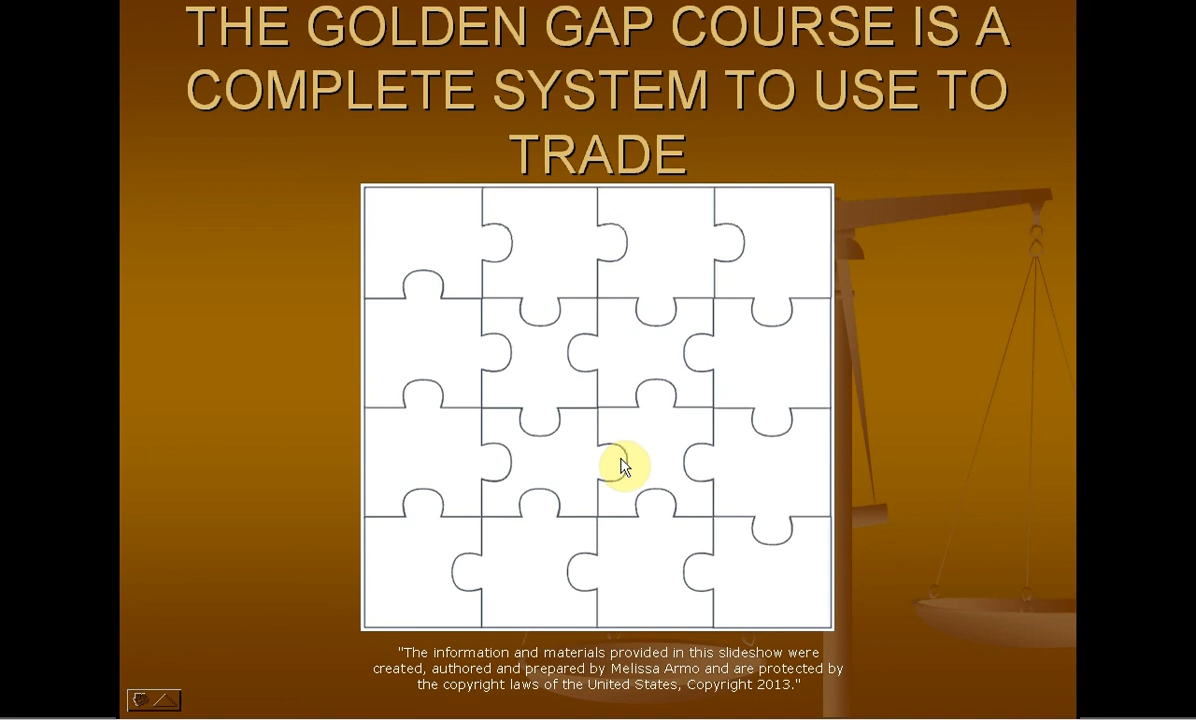 THE GOLDEN GAP COURSE IS A
COMPLETE SYSTEM TO USE TO
TRADE
"The information and materials provided in this slideshow were
created, authored and prepared by Melissa Armo and are protected by
the copyright laws of the United States, Copyright 2013."